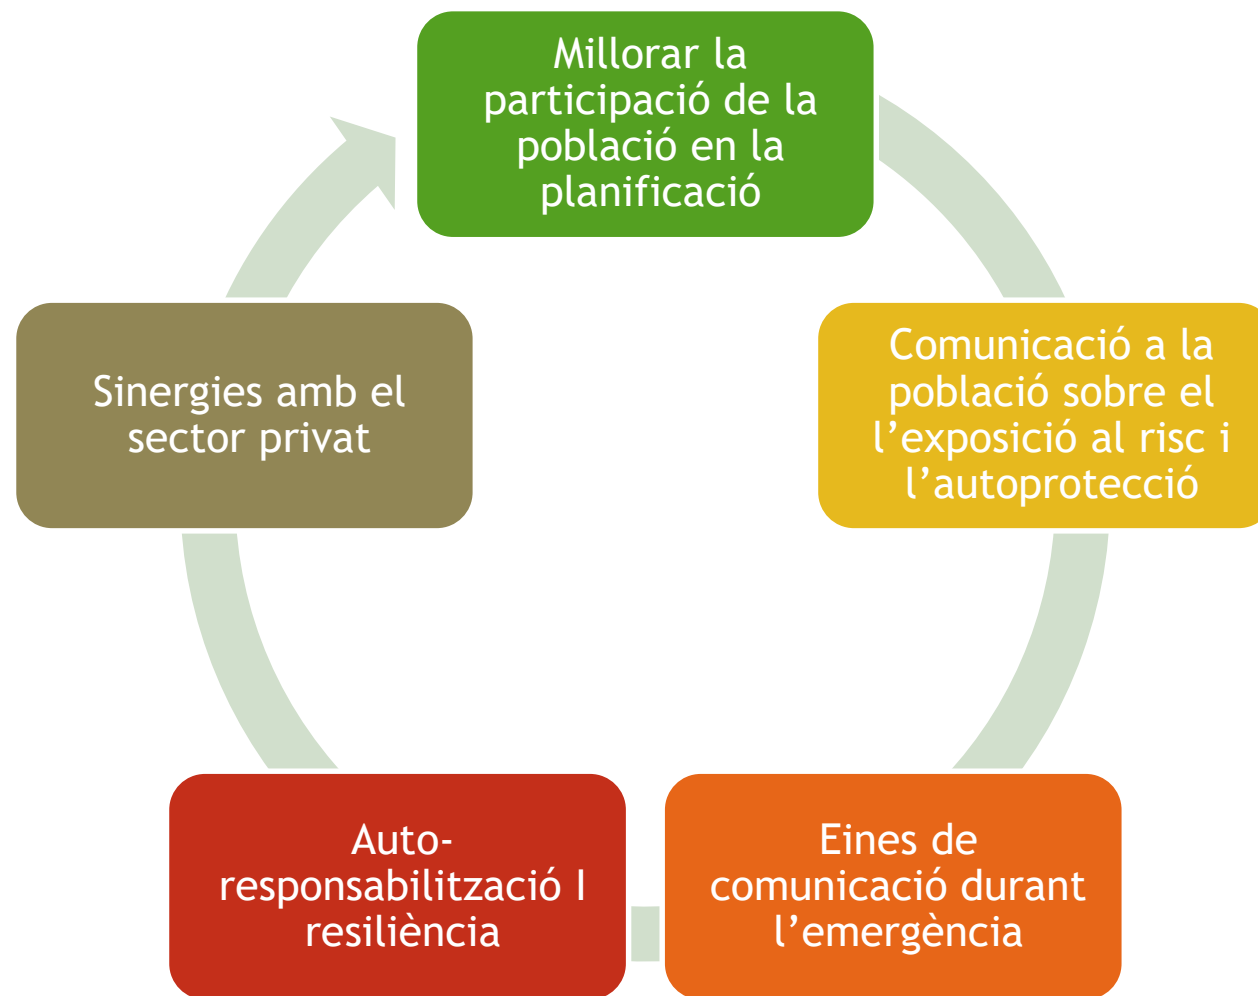 Millorar la
participació de la
població en la
planificació
Comunicació a la
població sobre el
l’exposició al risc i
l’autoprotecció
Eines de
comunicació durant
l’emergència
Auto-
responsabilització I
resiliència
Sinergies amb el
sector privat